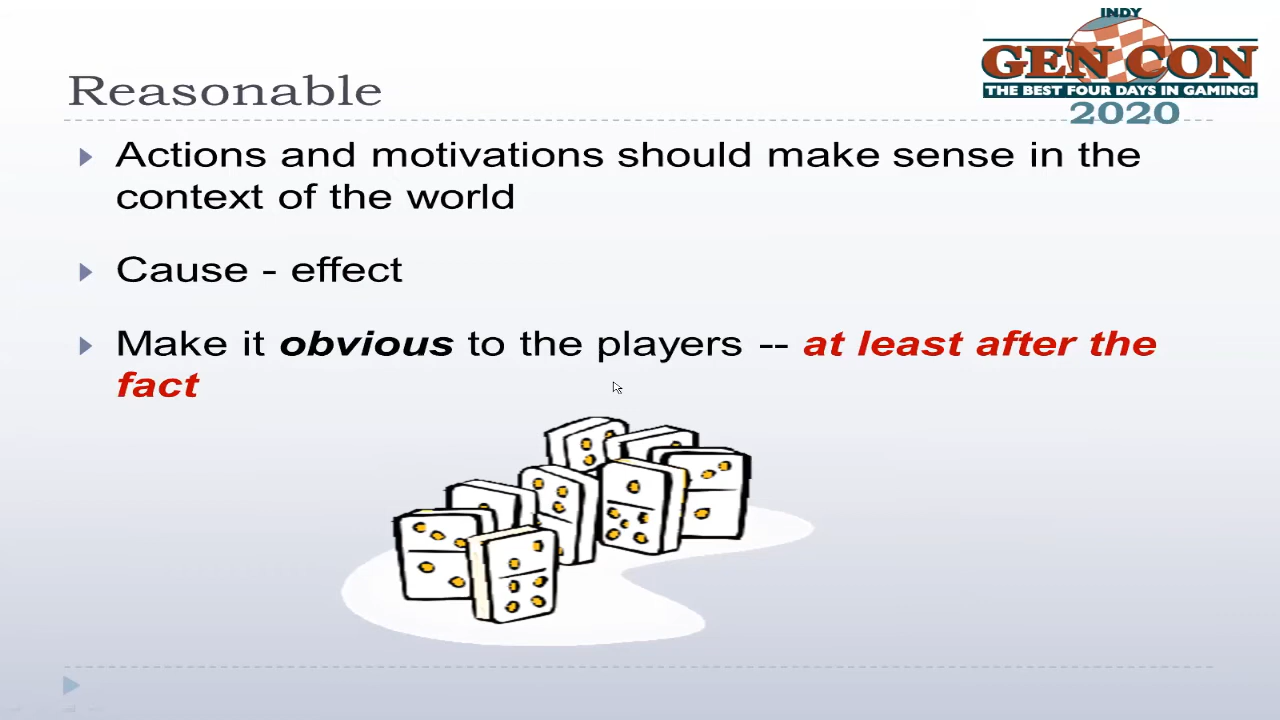 INDY
GEN CON
THE BEST FOUR DAYS IN GAMING!
2020
Reasonable
Actions and motivations should make sense in the
context of the world
Cause - effect
Make it obvious to the players -- at least after the
fact